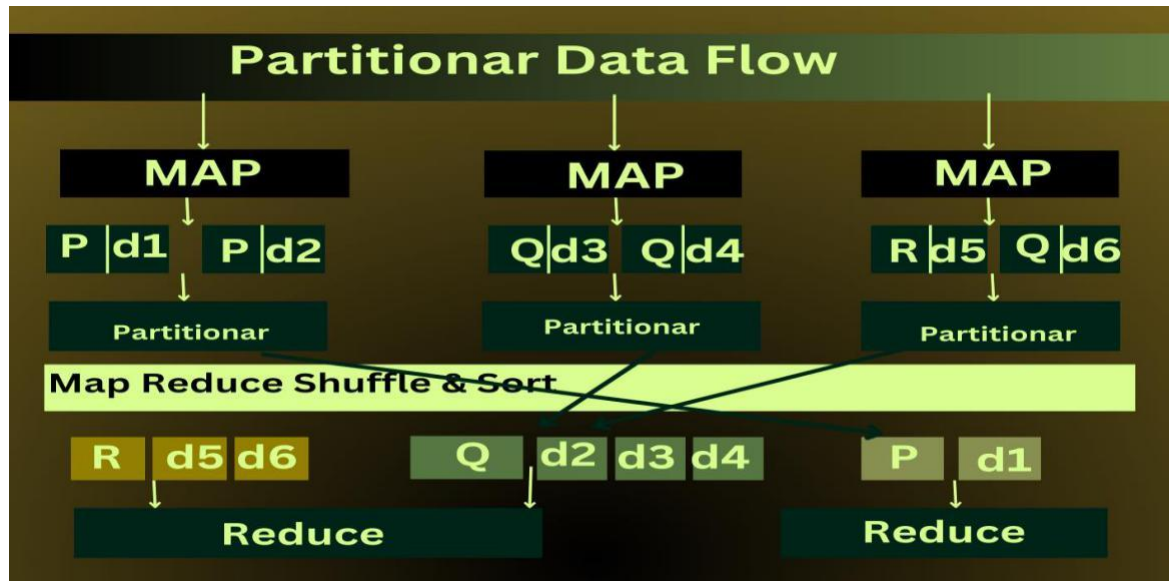 Partitionar Data Flow
MAP MAP MAP
P d1 P d2 Q d3 Q d4 R d5 Q d6
Partitionar Partitionar Partitionar
Map Reduce Shuffle & Sort
R d5 d6 Q d2 d3 d4 P d1
Reduce Reduce